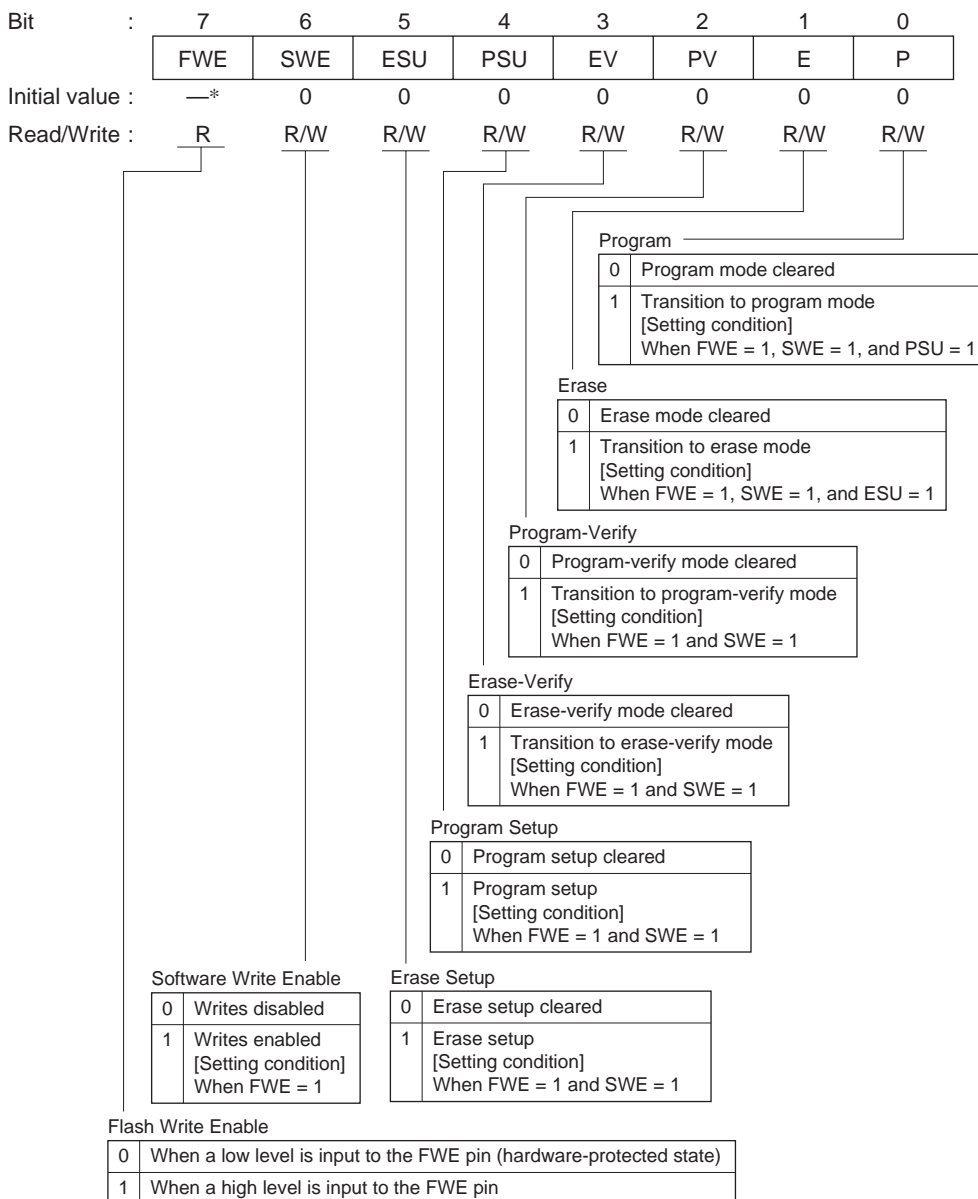 Bit : 7 6 5 4 3 2 1 0
FWE SWE ESU PSU EV PV E P
Initial value : —* 0 0 0 0 0 0 0
Read/Write : R R/W R/W R/W R/W R/W R/W R/W
Program
0 Program mode cleared
1 Transition to program mode
[Setting condition]
When FWE = 1, SWE = 1, and PSU = 1
Erase
0 Erase mode cleared
1 Transition to erase mode
[Setting condition]
When FWE = 1, SWE = 1, and ESU = 1
Program-Verify
0 Program-verify mode cleared
1 Transition to program-verify mode
[Setting condition]
When FWE = 1 and SWE = 1
Erase-Verify
0 Erase-verify mode cleared
1 Transition to erase-verify mode
[Setting condition]
When FWE = 1 and SWE = 1
Program Setup
0 Program setup cleared
1 Program setup
[Setting condition]
When FWE = 1 and SWE = 1
Software Write Enable
0 Writes disabled
1 Writes enabled
[Setting condition]
When FWE = 1
Erase Setup
0 Erase setup cleared
1 Erase setup
[Setting condition]
When FWE = 1 and SWE = 1
Flash Write Enable
0 When a low level is input to the FWE pin (hardware-protected state)
1 When a high level is input to the FWE pin